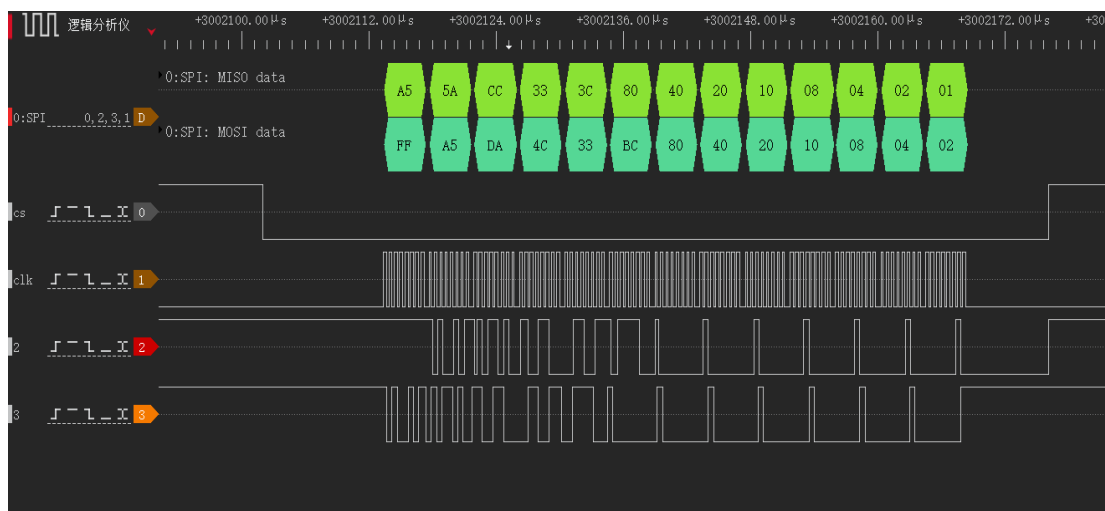 逻辑分析仪
+3002100.00μs +3002112.00μs +3002124.00μs +3002136.00μs +3002148.00μs +3002160.00μs +3002172.00μs +30
0:SPI: MISO data
A5 5A CC 33 3C 80 40 20 10 08 04 02 01
0:SPI 0,2,3,1 D
0:SPI: MOSI data
FF A5 DA 4C 33 BC 80 40 20 10 08 04 02
cs 0
clk 1
2 2
3 3